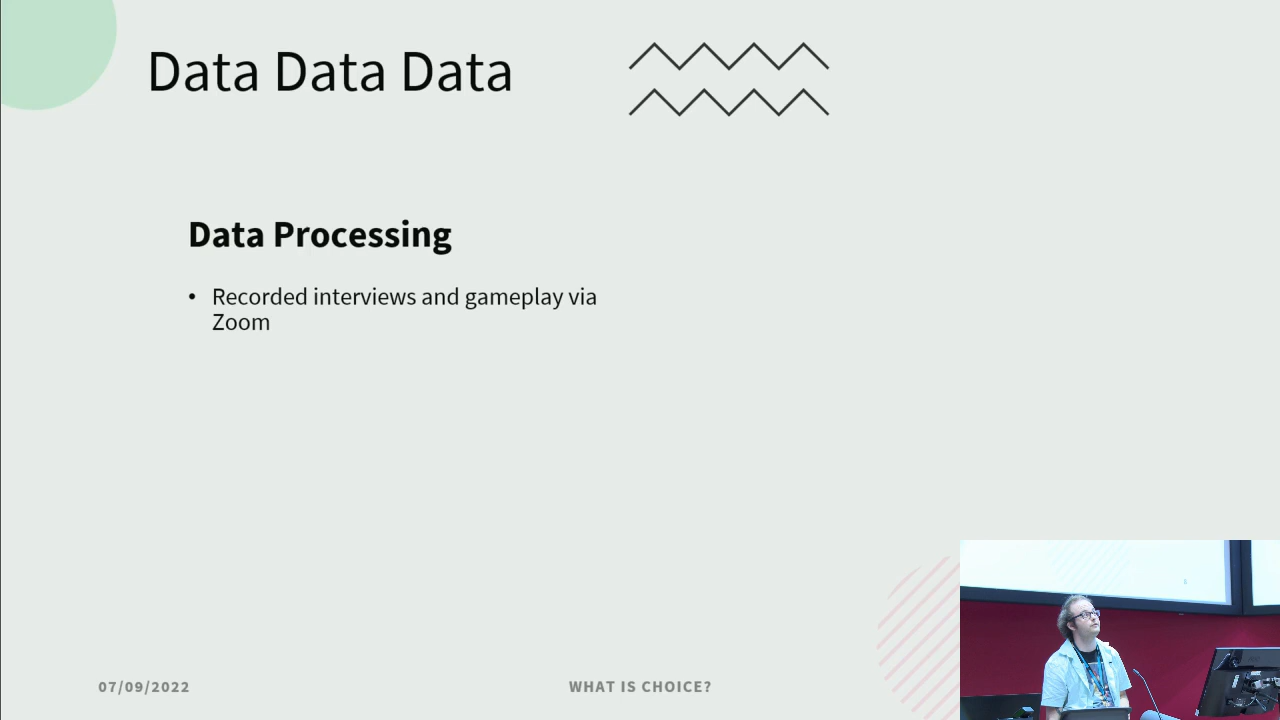 Data Data Data
Data Processing
• Recorded interviews and gameplay via
Zoom
07/09/2022
WHAT IS CHOICE?